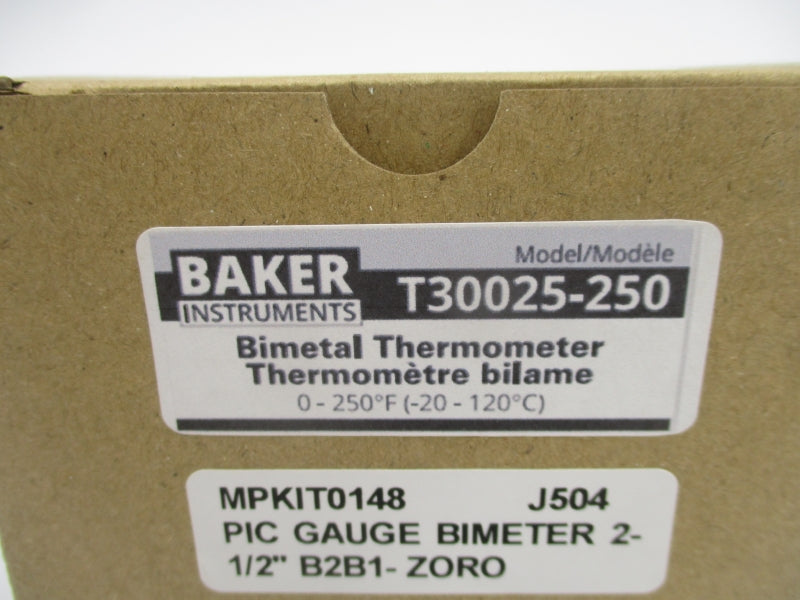 BAKER
INSTRUMENTS
Model/Modèle
T30025-250
Bimetal Thermometer
Thermomètre bilame
0 - 250°F (-20 - 120°C)
MPKIT0148 J504
PIC GAUGE BIMETER 2-
1/2" B2B1- ZORO